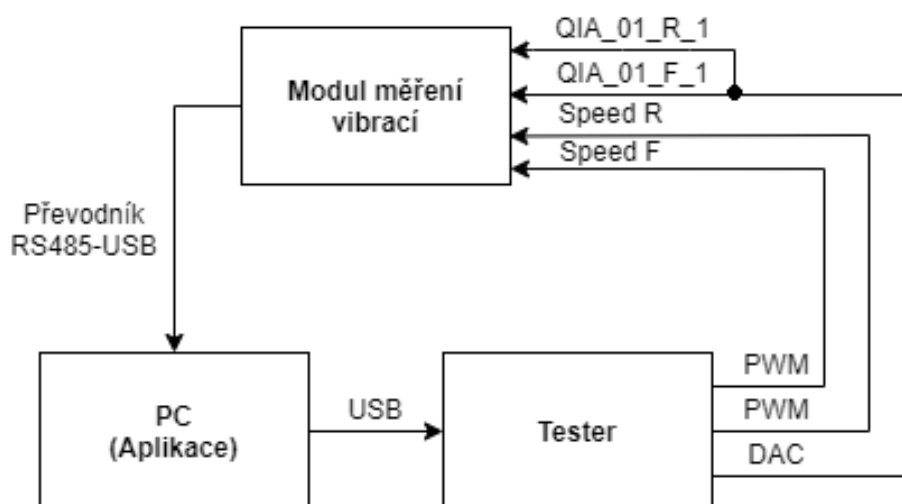 QIA_01_R_1
QIA_01_F_1
Speed R
Speed F
Modul měření
vibrací
Převodník
RS485-USB
PC
(Aplikace)
USB
Tester
PWM
PWM
DAC